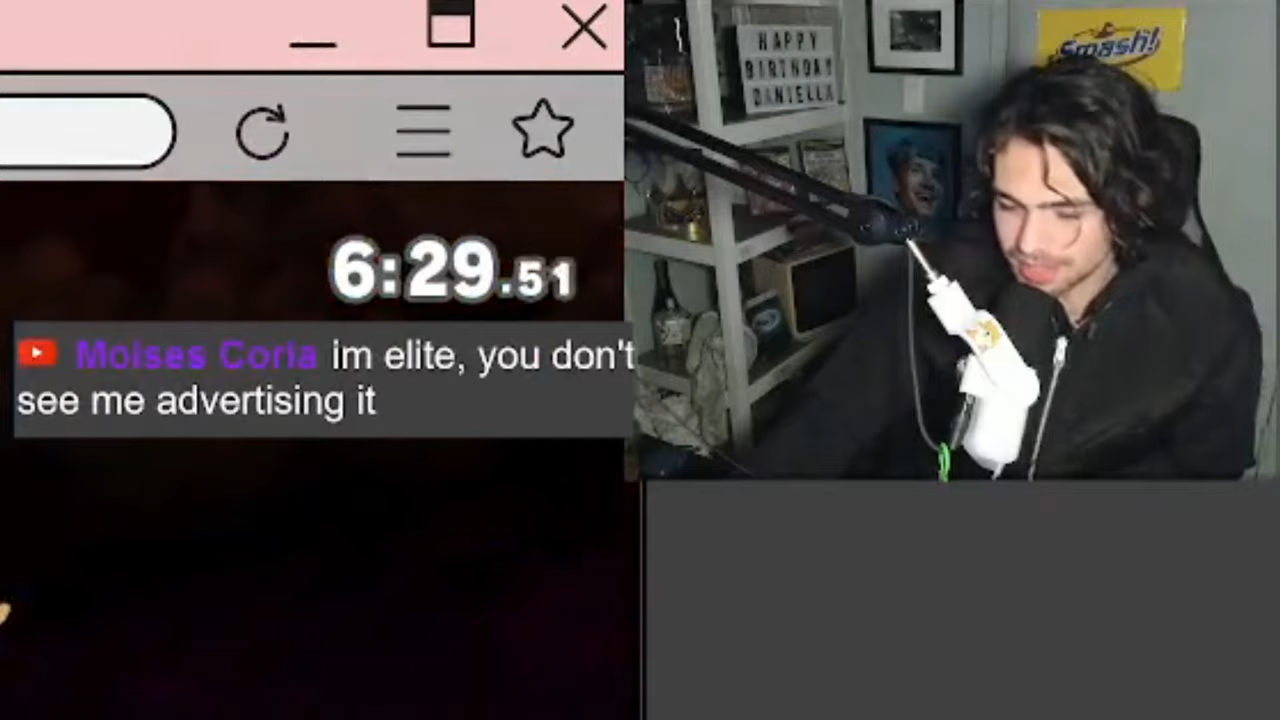 6:29.51
Moises Coria im elite, you don't
see me advertising it
HAPPY
BIRTHDAY
DANIELLA
Smash!